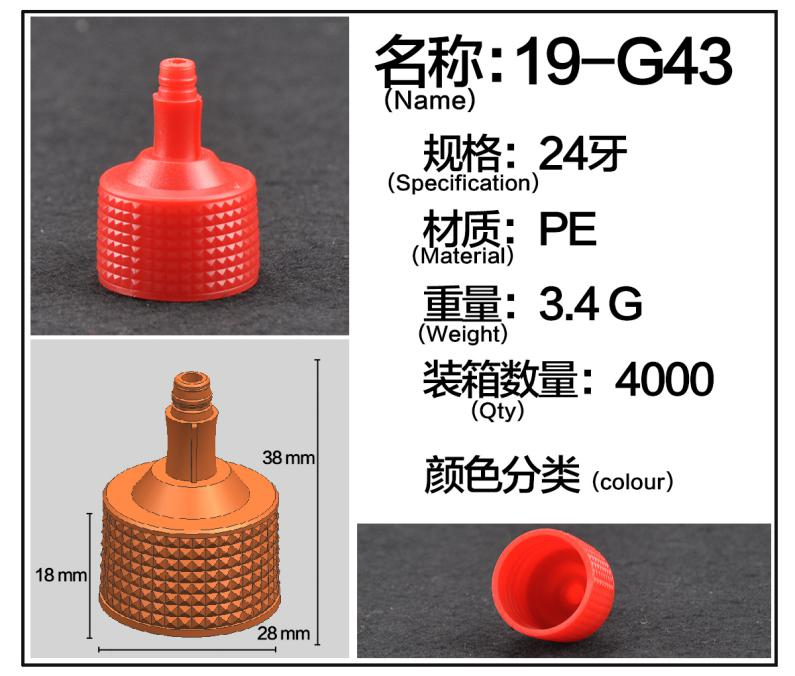 名称：19-G43
(Name)
规格：24牙
(Specification)
材质：PE
(Material)
重量：3.4 G
(Weight)
装箱数量：4000
(Qty)
颜色分类 (colour)
38 mm
18 mm
28 mm